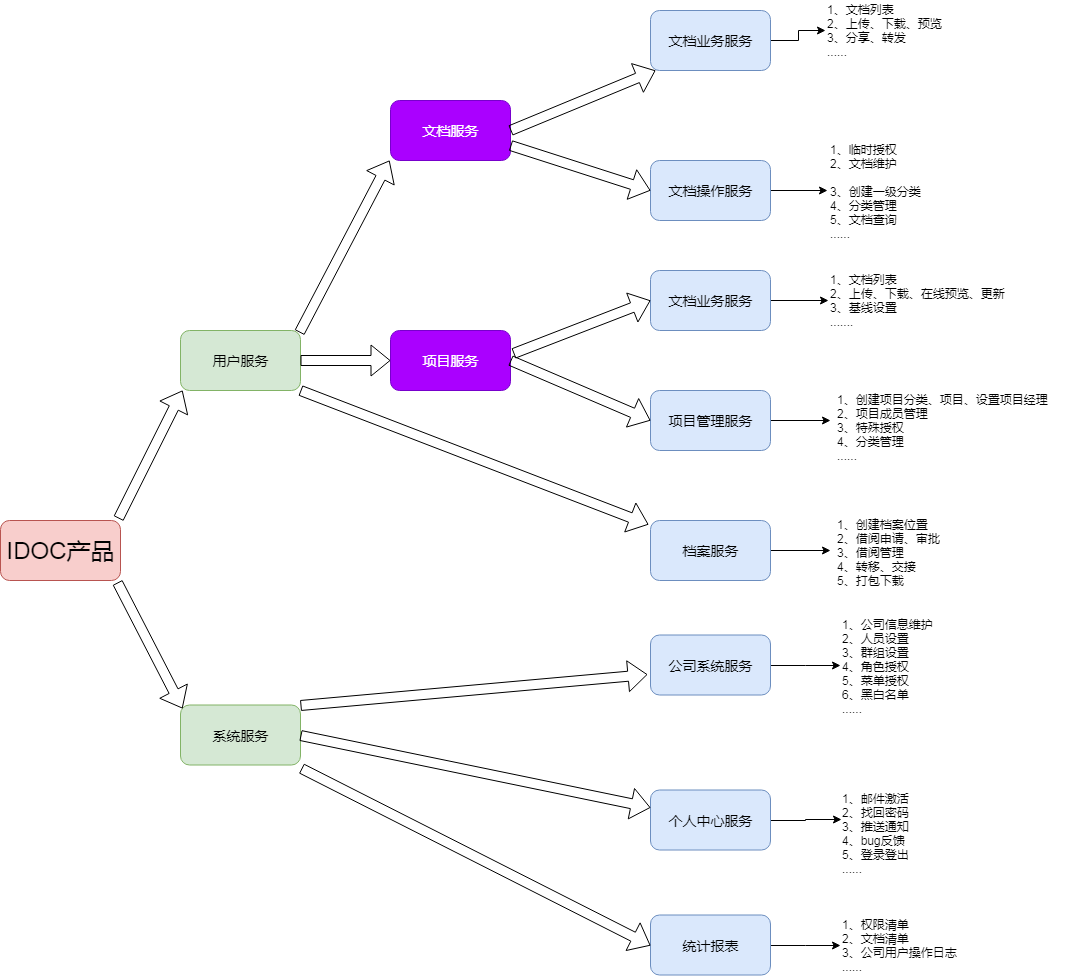 1、文档列表
2、上传、下载、预览
3、分享、转发
......
文档业务服务
文档服务
1、临时授权
2、文档维护
3、创建一级分类
4、分类管理
5、文档查询
......
文档操作服务
1、文档列表
2、上传、下载、在线预览、更新
3、基线设置
.......
文档业务服务
用户服务
项目服务
1、创建项目分类、项目、设置项目经理
2、项目成员管理
3、特殊授权
4、分类管理
......
项目管理服务
IDOC产品
档案服务
1、创建档案位置
2、借阅申请、审批
3、借阅管理
4、转移、交接
5、打包下载
公司系统服务
1、公司信息维护
2、人员设置
3、群组设置
4、角色授权
5、菜单授权
6、黑白名单
......
系统服务
个人中心服务
1、邮件激活
2、找回密码
3、推送通知
4、bug反馈
5、登录登出
......
统计报表
1、权限清单
2、文档清单
3、公司用户操作日志
......